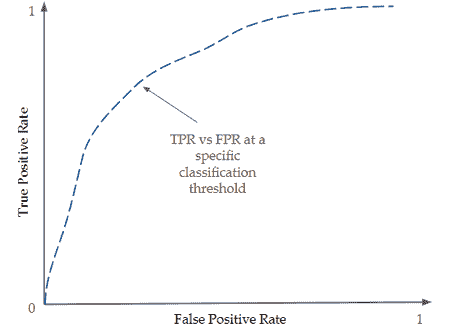 1
True Positive Rate
TPR vs FPR at a
specific
classification
threshold
0
False Positive Rate
1